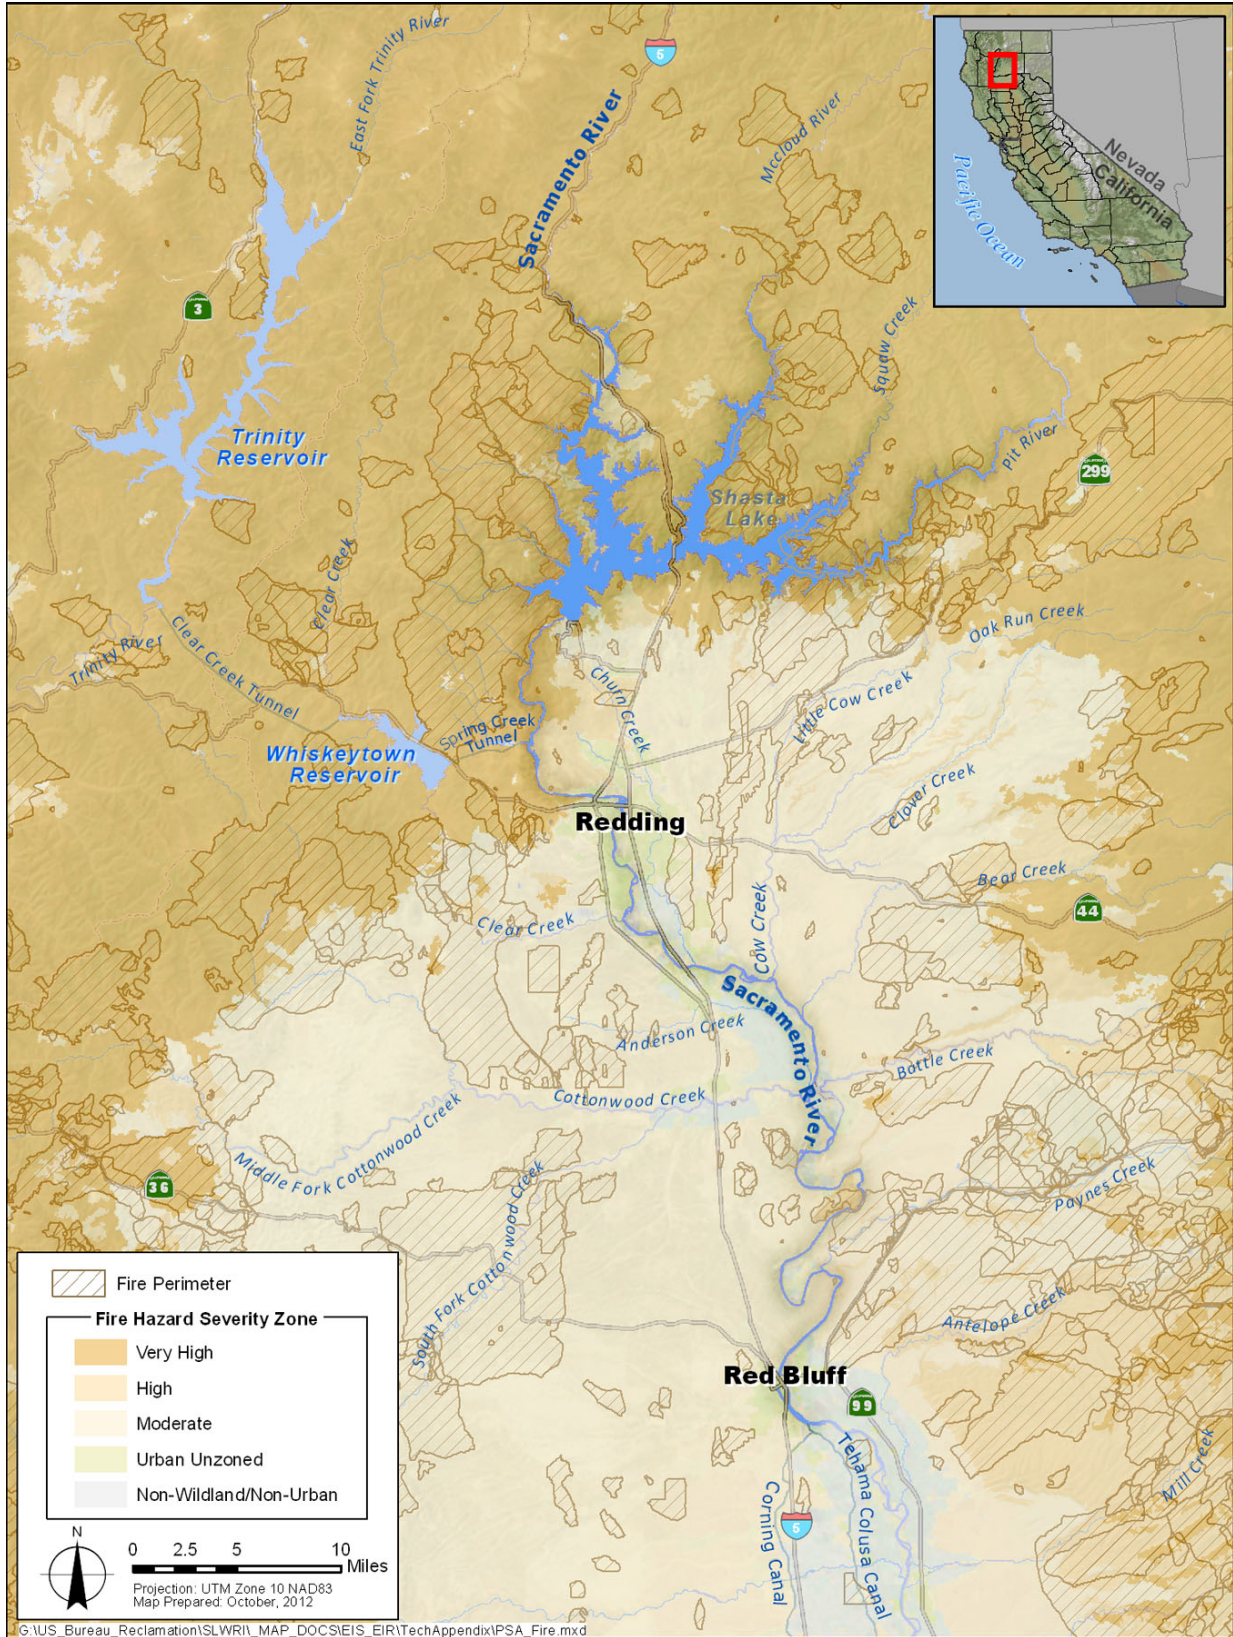 East Fork Trinity River
5
Sacramento River
Mccloud River
Nevada
California
Pacific Ocean
3
Squaw Creek
Trinity
Reservoir
Pit River
299
Shasta
Lake
Clear Creek
Oak Run Creek
Trinity River
Clear Creek Tunnel
Churn Creek
Little Cow Creek
Spring Creek
Tunnel
Whiskeytown
Reservoir
Clover Creek
Redding
Bear Creek
44
Clear Creek
Cow Creek
Sacramento River
Anderson Creek
Battle Creek
Cottonwood Creek
Middle Fork Cottonwood Creek
36
Paynes Creek
South Fork Cottonwood Creek
Antelope Creek
Red Bluff
99
Mill Creek
Tehama Colusa Canal
Corning Canal
5
Fire Perimeter
Fire Hazard Severity Zone
Very High
High
Moderate
Urban Unzoned
Non-Wildland/Non-Urban
N
0 2.5 5 10
Miles
Projection: UTM Zone 10 NAD83
Map Prepared: October, 2012
G:\US_Bureau_Reclamation\SLWRI\_MAP_DOCS\EIS_EIR\TechAppendix\PSA_Fire.mxd